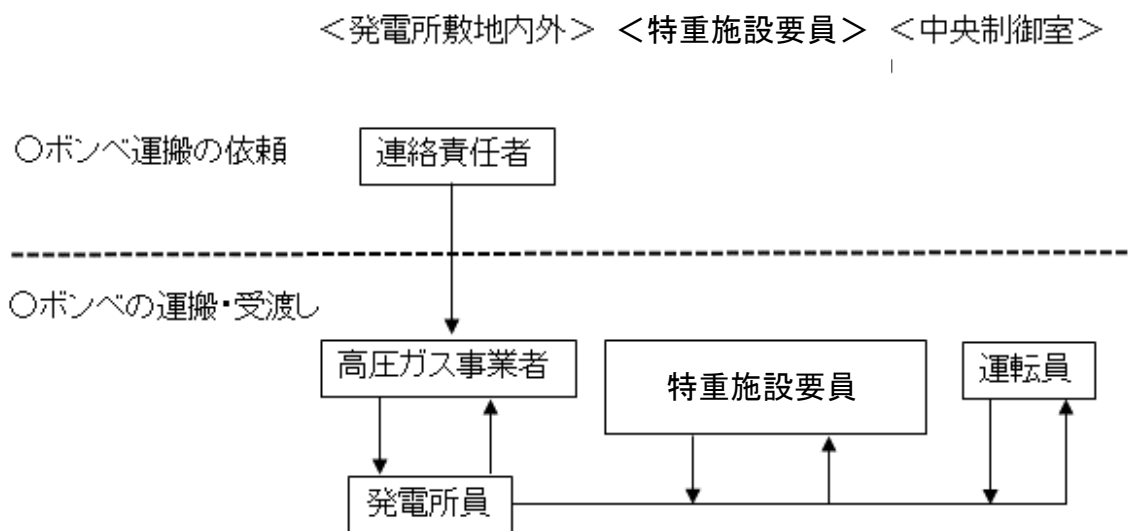 ＜発電所敷地内外＞ ＜特重施設要員＞ ＜中央制御室＞
○ボンベ運搬の依頼 連絡責任者
○ボンベの運搬・受渡し
高圧ガス事業者 特重施設要員 運転員
発電所員